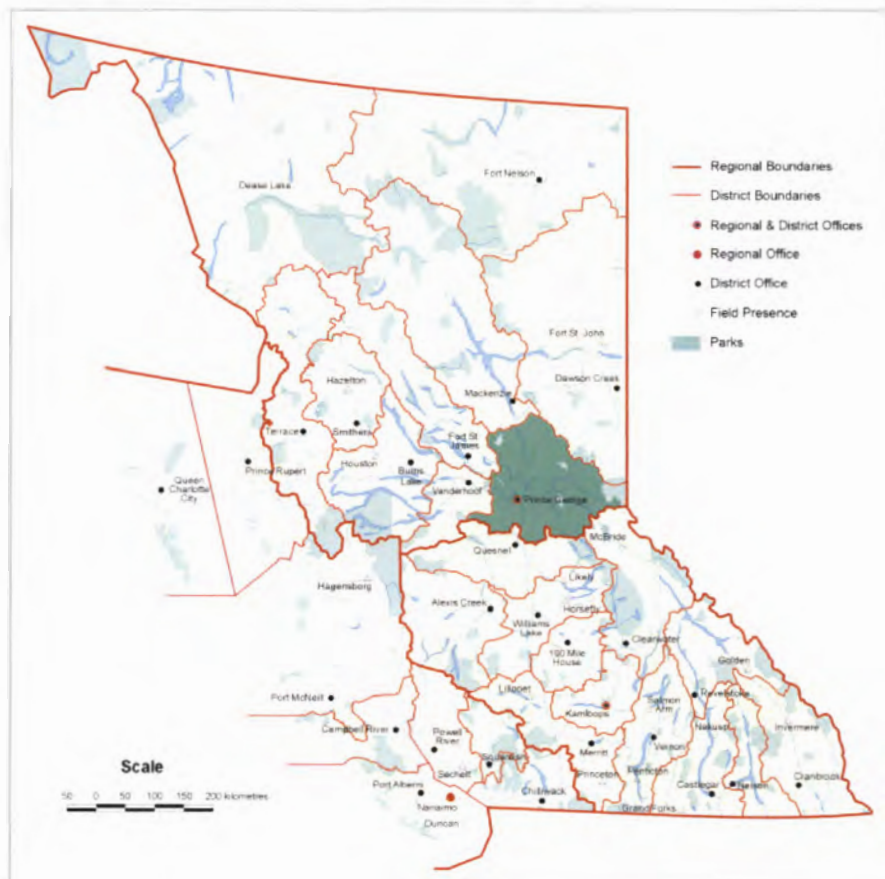 Regional Boundaries
District Boundaries
Regional & District Offices
Regional Office
District Office
Field Presence
Parks
Dease Lake
Fort Nelson
Fort St. John
Dawson Creek
Mackenzie
Hazelton
Smithers
Terrace
Fort St
James
Houston
Burns
Lake
Prince Rupert
Queen
Charlotte
City
Vanderhoof
Prince George
McBride
Quesnel
Hagensborg
Likely
Alexis Creek
Horsefly
Williams
Lake
Clearwater
100 Mile
House
Golden
Lillooet
Salmon
Arm
Revelstoke
Port McNeill
Kamloops
Nakusp
Invermere
Campbell River
Powell
River
Merritt
Vernon
Squamish
Princeton
Penticton
Sechelt
Castlegar
Nelson
Cranbrook
Port Alberni
Chilliwack
Nanaimo
Grand Forks
Duncan
Scale
50 0 50 100 150 200 kilometres